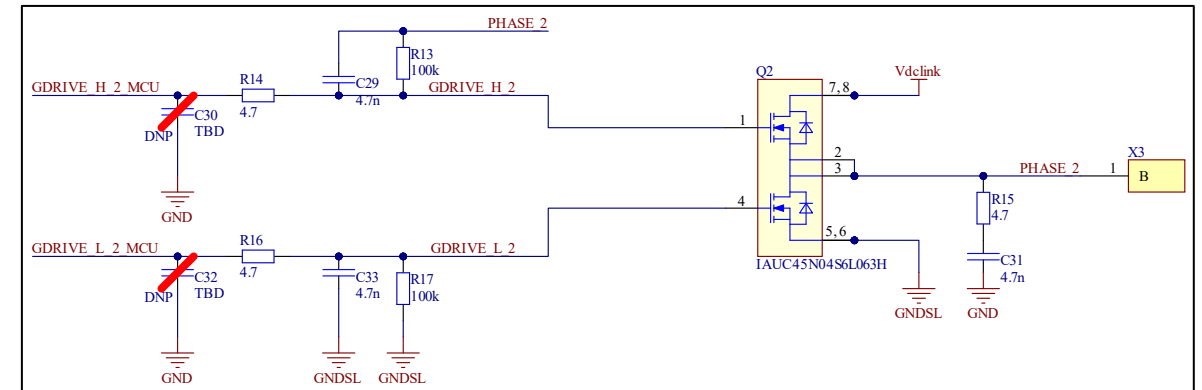 PHASE_2
R13
100k
C29
4.7n
GDRIVE_H_2_MCU
R14
4.7
GDRIVE_H_2
C30
TBD
DNP
GND
Q2
Vdclink
7,8
1
2
3
4
5,6
IAUC45N04S6L063H
PHASE_2
1
X3
B
R15
4.7
C31
4.7n
GNDSL
GND
GDRIVE_L_2_MCU
R16
4.7
GDRIVE_L_2
C32
TBD
DNP
C33
4.7n
R17
100k
GND
GNDSL
GNDSL